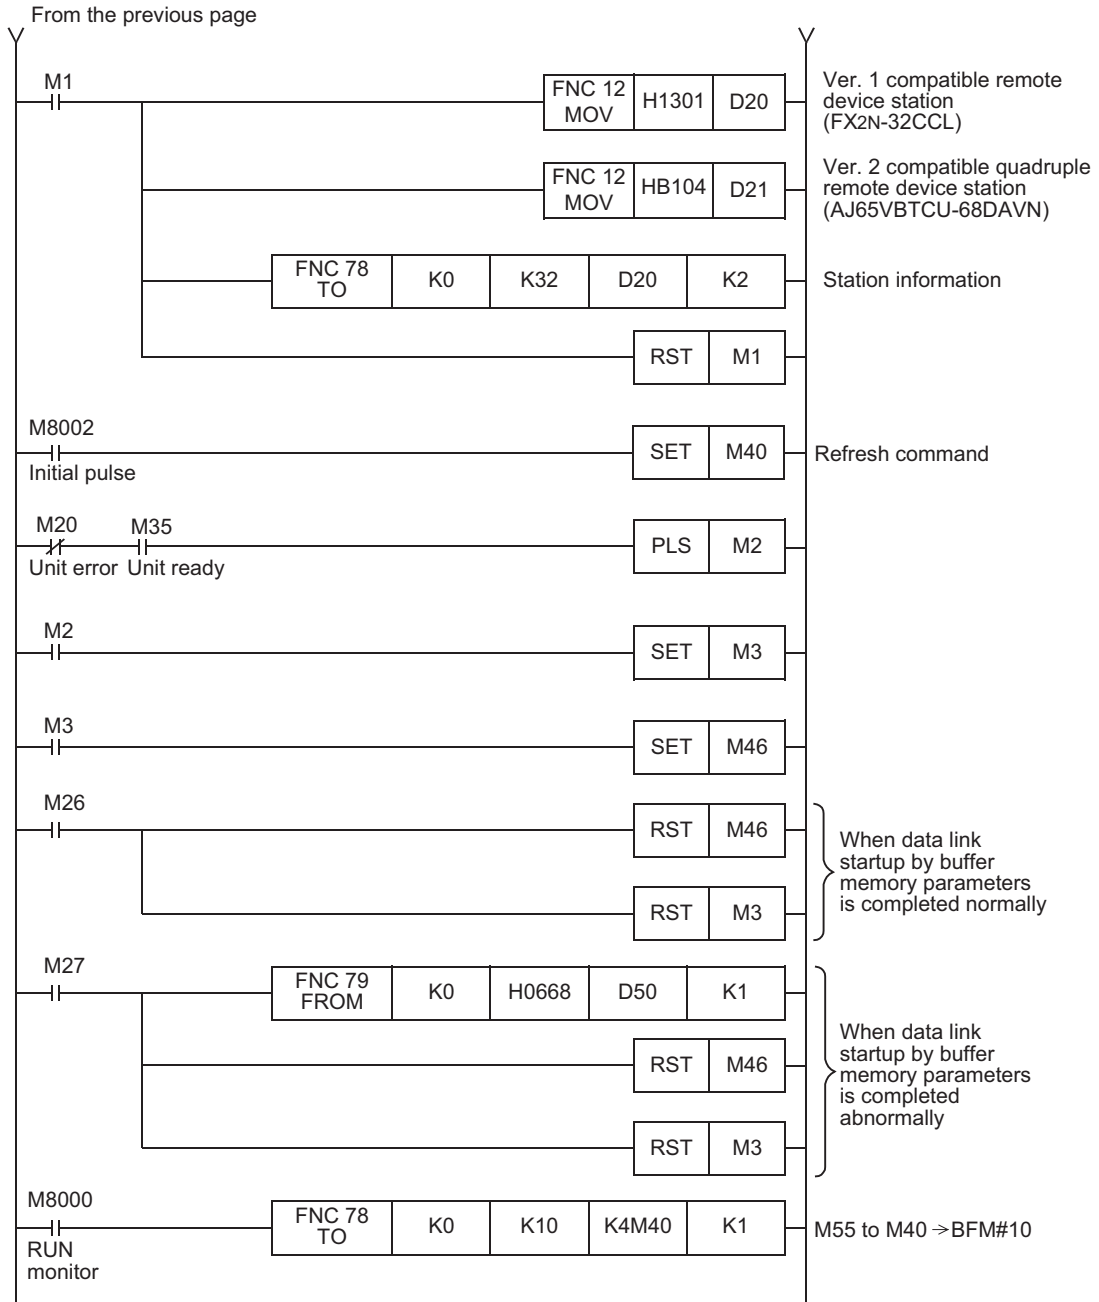 From the previous page
M1
FNC 12
MOV
H1301
D20
Ver. 1 compatible remote
device station
(FX2N-32CCL)
FNC 12
MOV
HB104
D21
Ver. 2 compatible quadruple
remote device station
(AJ65VBTCU-68DAVN)
FNC 78
TO
K0
K32
D20
K2
Station information
RST
M1
M8002
Initial pulse
SET
M40
Refresh command
M20
Unit error
M35
Unit ready
PLS
M2
M2
SET
M3
M3
SET
M46
M26
RST
M46
RST
M3
When data link
startup by buffer
memory parameters
is completed normally
M27
FNC 79
FROM
K0
H0668
D50
K1
RST
M46
RST
M3
When data link
startup by buffer
memory parameters
is completed
abnormally
M8000
RUN
monitor
FNC 78
TO
K0
K10
K4M40
K1
M55 to M40 →BFM#10